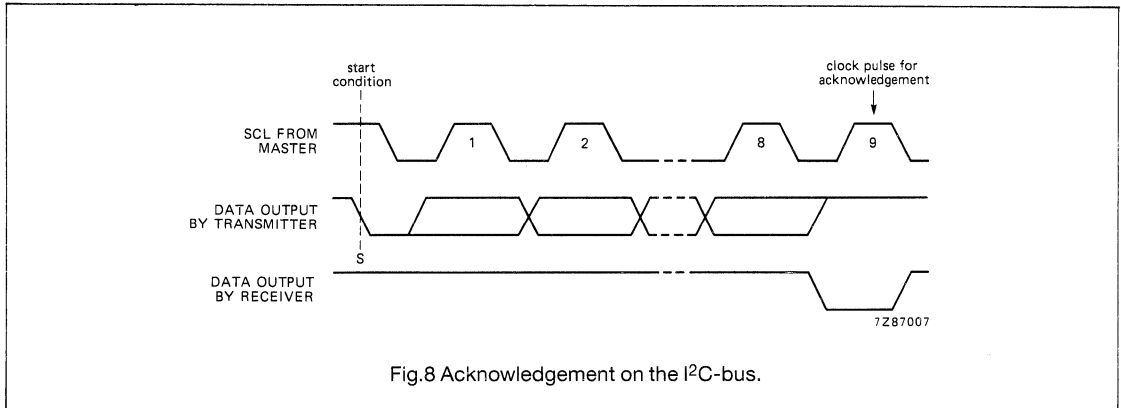 start
condition
clock pulse for
acknowledgement
SCL FROM
MASTER
1
2
8
9
DATA OUTPUT
BY TRANSMITTER
S
DATA OUTPUT
BY RECEIVER
7Z87007
Fig.8 Acknowledgement on the I²C-bus.